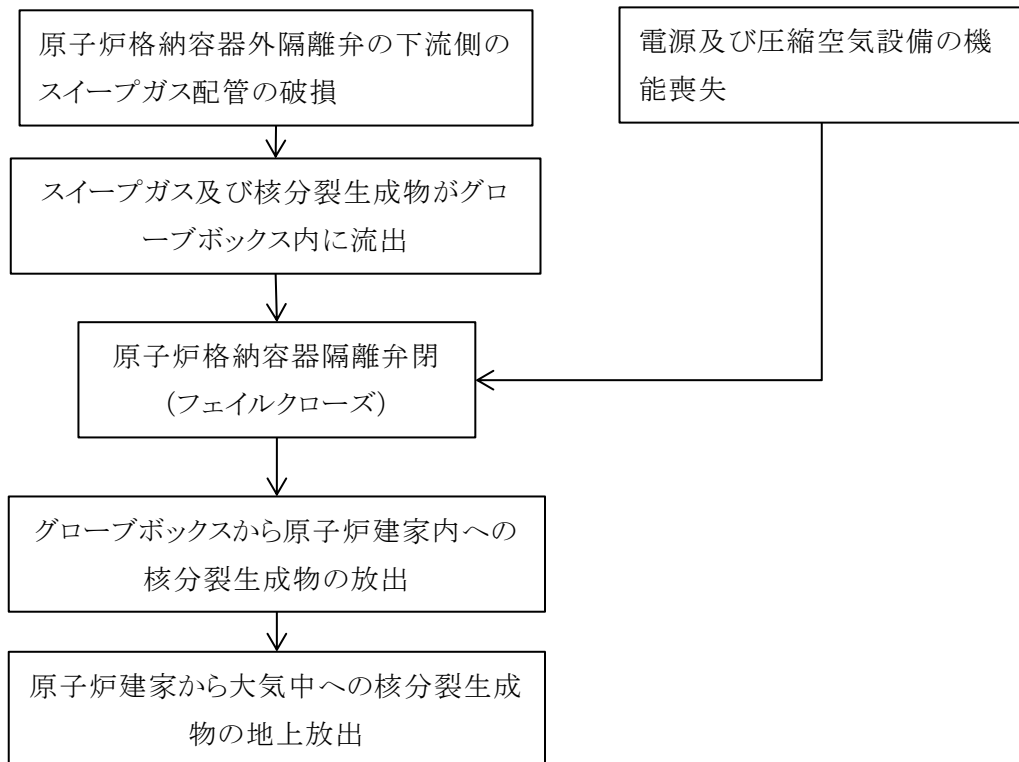 原子炉格納容器外隔離弁の下流側の
スイープガス配管の破損
電源及び圧縮空気設備の機
能喪失
スイープガス及び核分裂生成物がグロ
ーブボックス内に流出
原子炉格納容器隔離弁閉
(フェイルクローズ)
グローブボックスから原子炉建家内への
核分裂生成物の放出
原子炉建家から大気中への核分裂生成
物の地上放出